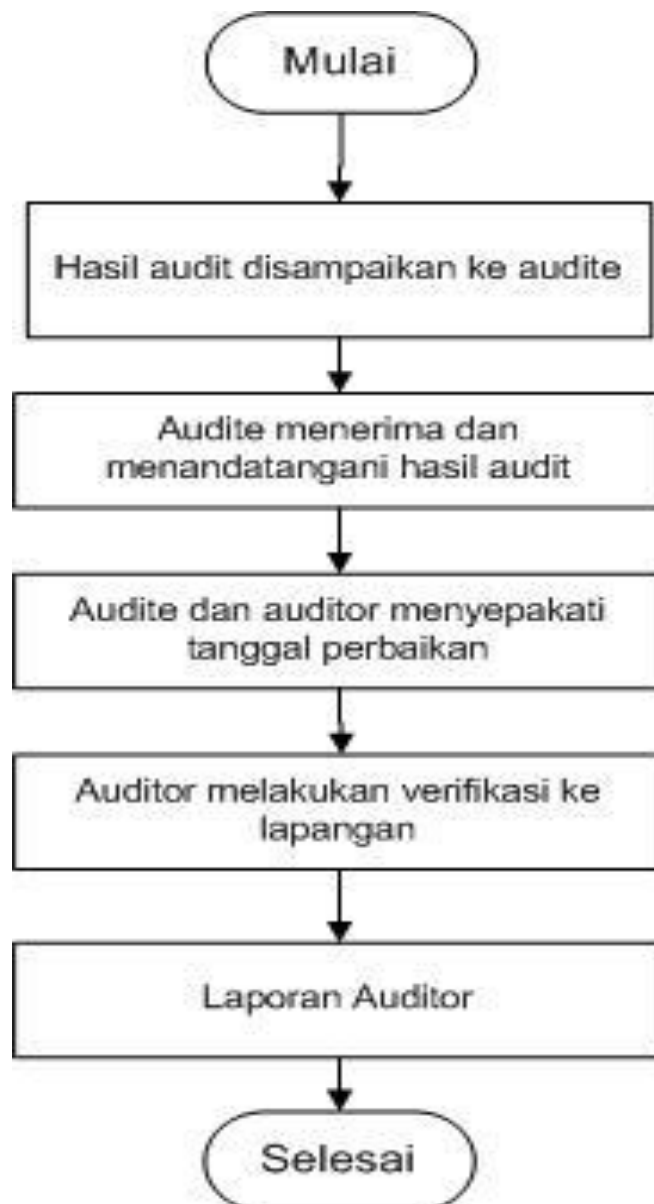 Mulai
Hasil audit disampaikan ke audite
Audite menerima dan
menandatangani hasil audit
Audite dan auditor menyepakati
tanggal perbaikan
Auditor melakukan verifikasi ke
lapangan
Laporan Auditor
Selesai